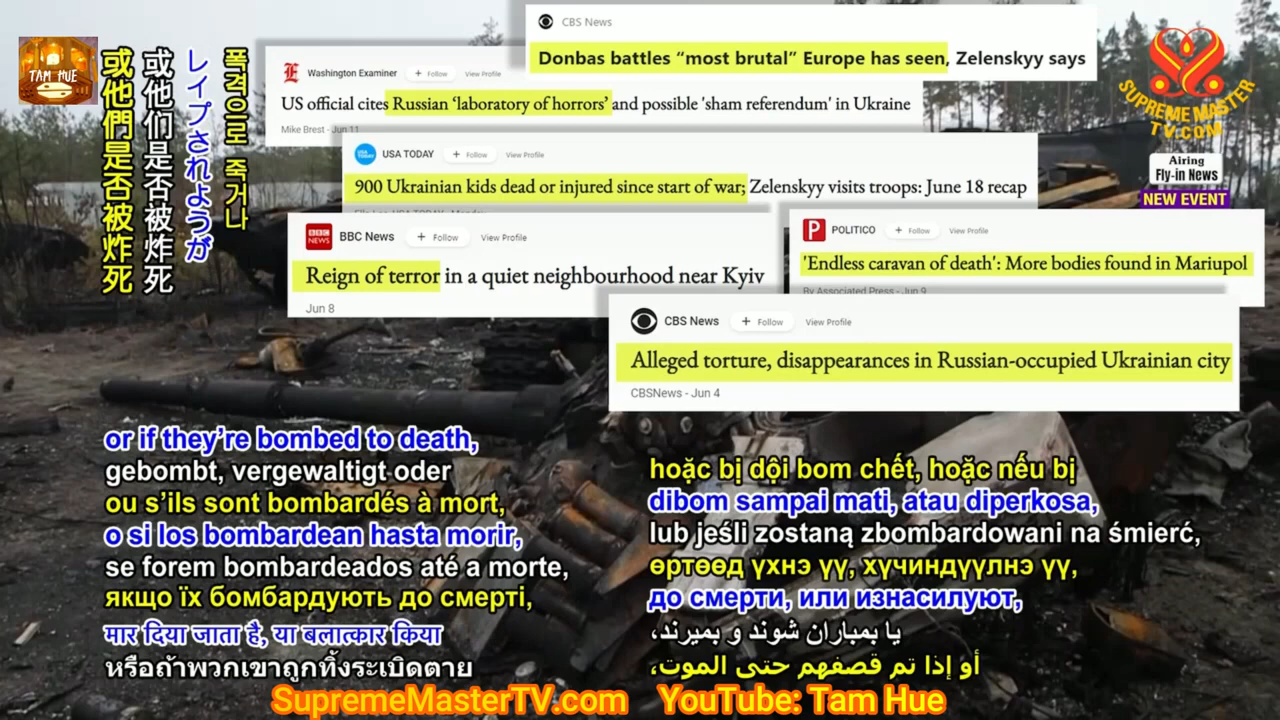 CBS News
Donbas battles “most brutal” Europe has seen, Zelenskyy says
TAM HUE
Washington Examiner + Follow View Profile
US official cites Russian ‘laboratory of horrors’ and possible 'sham referendum' in Ukraine
Mike Brest - Jun 11
SUPREME MASTER
TV.COM
Airing
Fly-in News
NEW EVENT
USA TODAY + Follow View Profile
900 Ukrainian kids dead or injured since start of war; Zelenskyy visits troops: June 18 recap
BBC NEWS
BBC News + Follow View Profile
Reign of terror in a quiet neighbourhood near Kyiv
Jun 8
POLITICO + Follow View Profile
'Endless caravan of death': More bodies found in Mariupol
By Associated Press - Jun 9
CBS News + Follow View Profile
Alleged torture, disappearances in Russian-occupied Ukrainian city
CBSNews - Jun 4
폭격으로 죽거나
レイプされようが
或他们是否被炸死
或他們是否被炸死
or if they’re bombed to death,
gebombt, vergewaltigt oder
ou s’ils sont bombardés à mort,
o si los bombardean hasta morir,
se forem bombardeados até a morte,
якщо їх бомбардують до смерті,
मार दिया जाता है, या बलात्कार किया
หรือถ้าพวกเขาถูกทิ้งระเบิดตาย
hoặc bị dội bom chết, hoặc nếu bị
dibom sampai mati, atau diperkosa,
lub jeśli zostaną zbombardowani na śmierć,
өртөөд үхнэ үү, хүчиндүүлнэ үү,
до смерти, или изнасилуют,
یا بمباران شوند و بمیرند،
أو إذا تم قصفهم حتى الموت،
SupremeMasterTV.com YouTube: Tam Hue